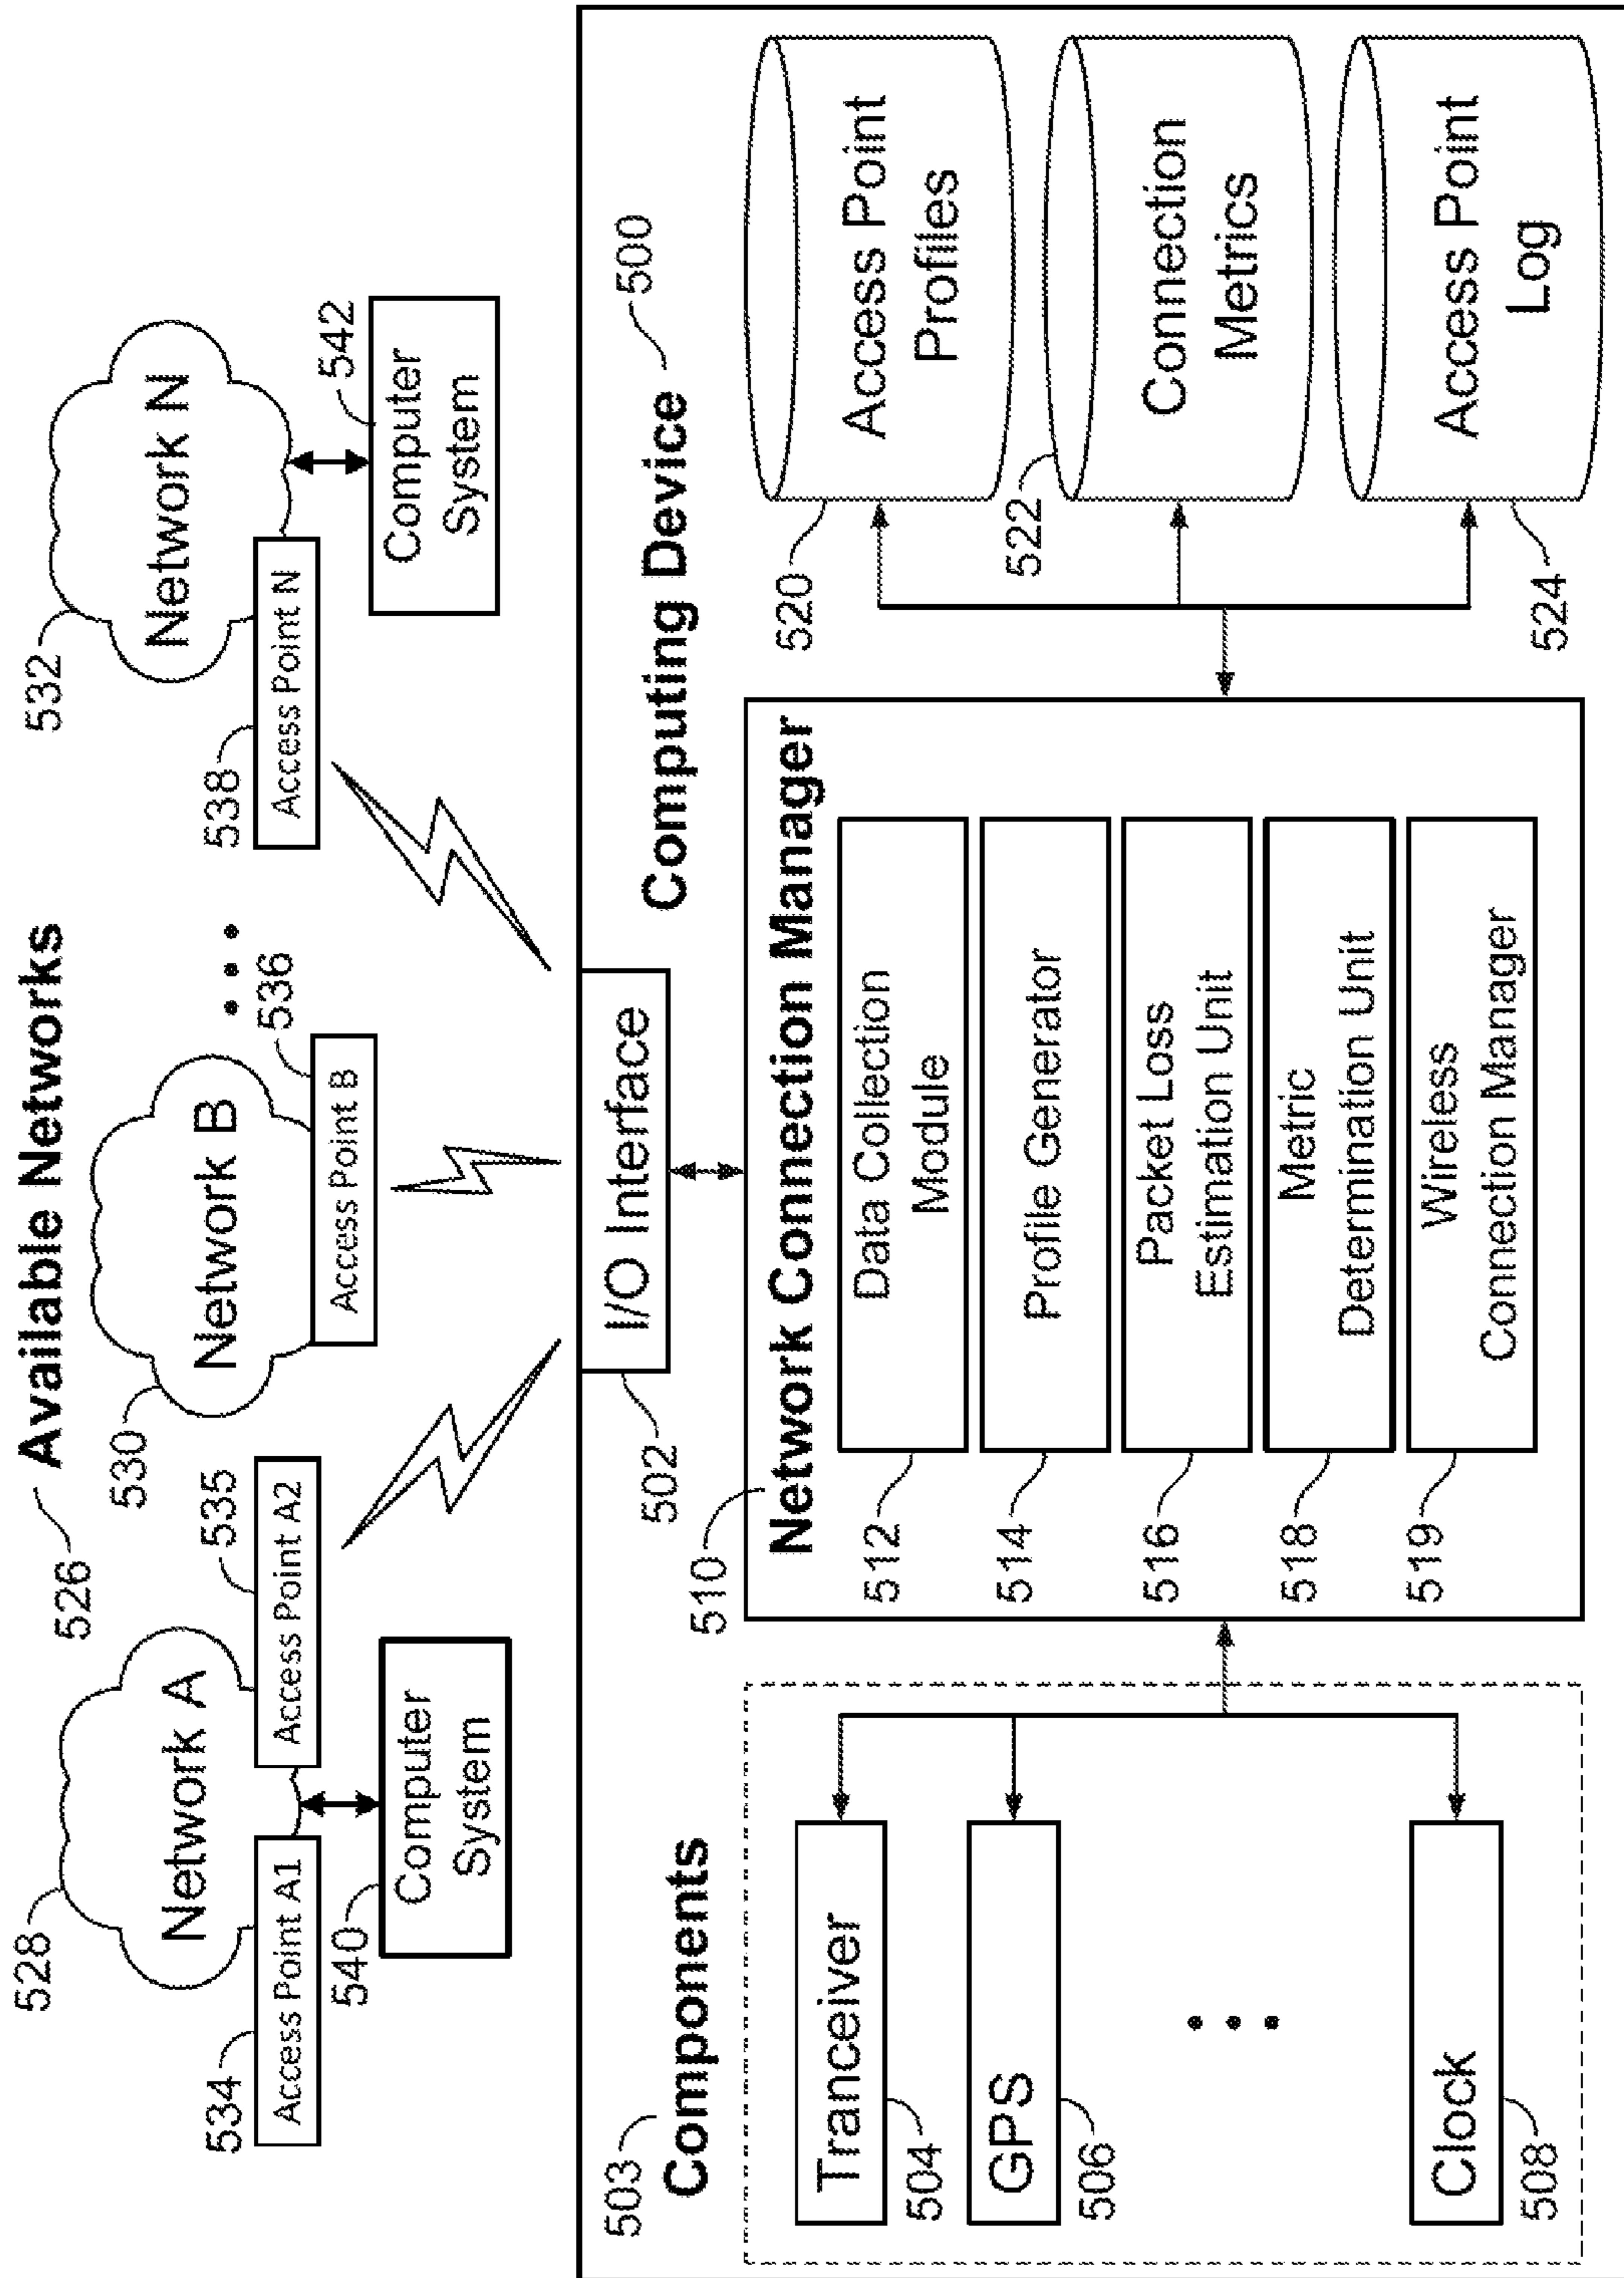 Available Networks
526
528
Network A
534
Access Point A1
535
Access Point A2
540
Computer
System
530
Network B
536
Access Point B
532
Network N
538
Access Point N
542
Computer
System
I/O Interface
502
Computing Device
500
503
Components
Tranceiver
504
GPS
506
Clock
508
510
Network Connection Manager
512
Data Collection
Module
514
Profile Generator
516
Packet Loss
Estimation Unit
518
Metric
Determination Unit
519
Wireless
Connection Manager
520
Access Point
Profiles
522
Connection
Metrics
524
Access Point
Log